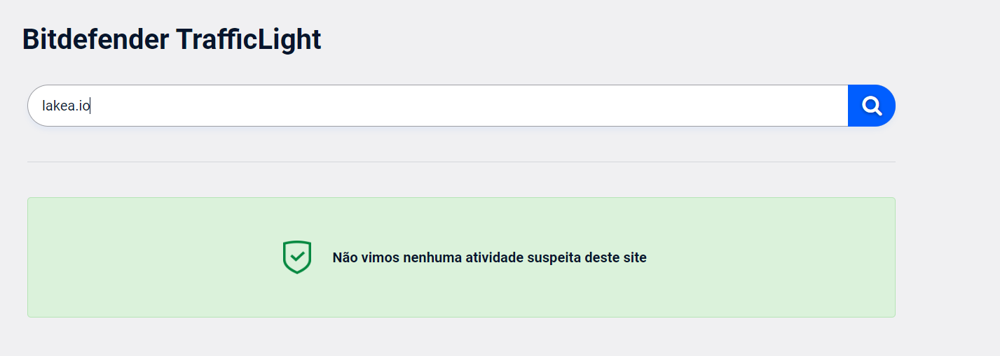 Bitdefender TrafficLight
lakea.io
Não vimos nenhuma atividade suspeita deste site